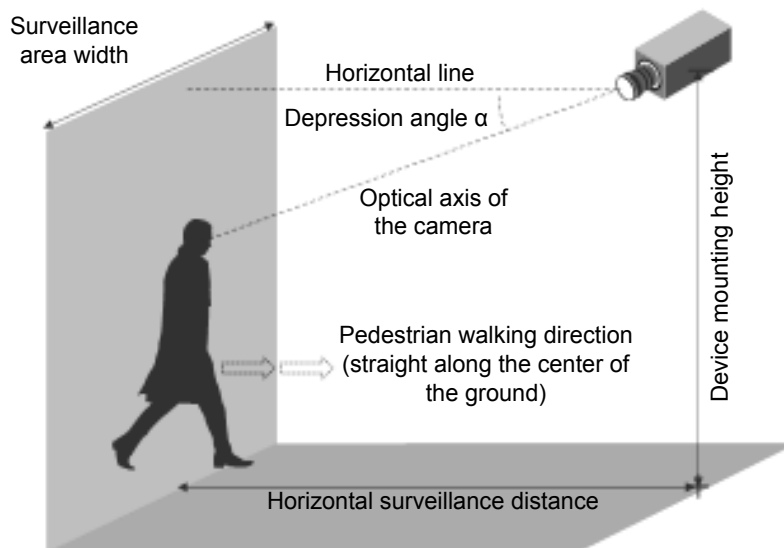 Surveillance
area width
Horizontal line
Depression angle α
Optical axis of
the camera
Device mounting height
Pedestrian walking direction
(straight along the center of
the ground)
Horizontal surveillance distance